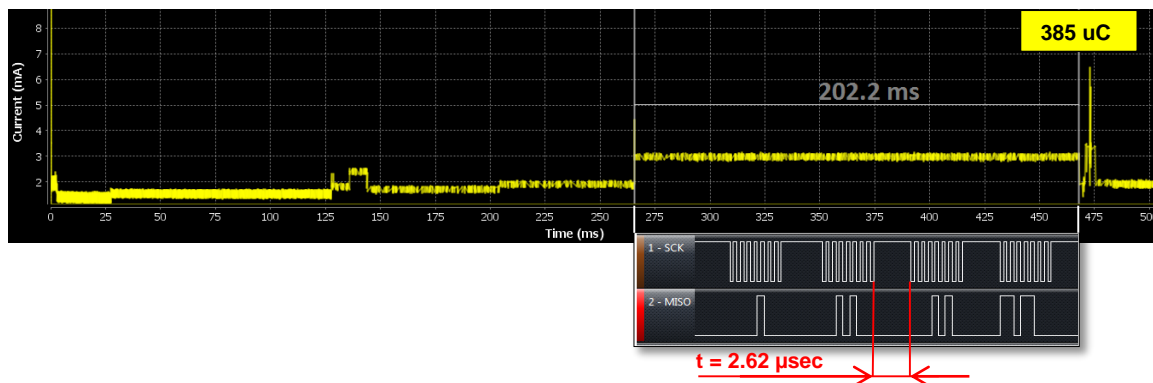 385 uC
8
7
6
5
4
3
2
Current (mA)
202.2 ms
0 25 50 75 100 125 150 175 200 225 250 275 300 325 350 375 400 425 450 475 500
Time (ms)
1 - SCK
2 - MISO
t = 2.62 µsec